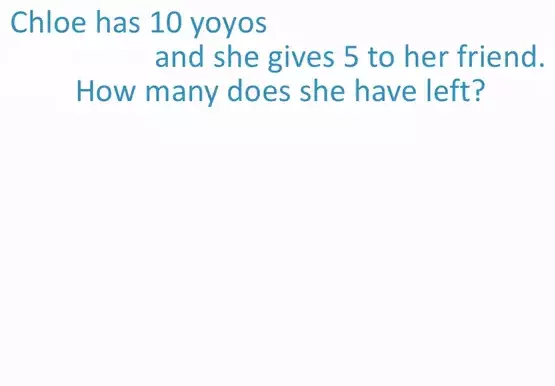 Chloe has 10 yoyos
and she gives 5 to her friend.
How many does she have left?